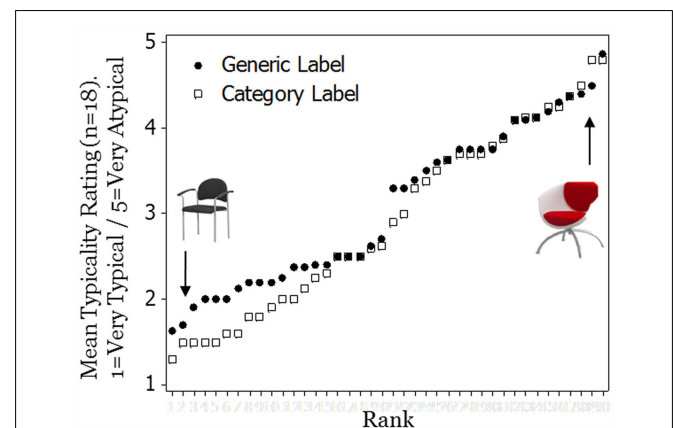 Mean Typicality Rating (n=18).
1=Very Typical / 5=Very Atypical
5
4
3
2
1
Generic Label
Category Label
Rank